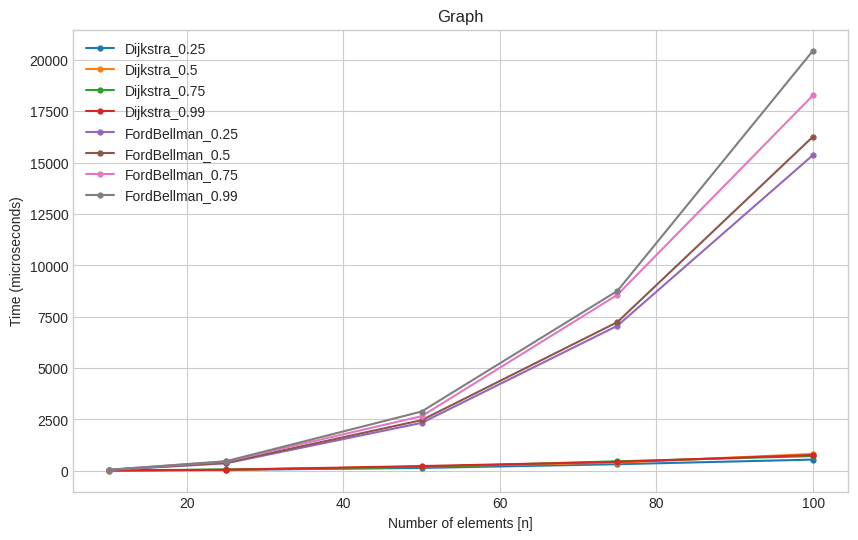 Graph
Dijkstra_0.25
Dijkstra_0.5
Dijkstra_0.75
Dijkstra_0.99
FordBellman_0.25
FordBellman_0.5
FordBellman_0.75
FordBellman_0.99
Time (microseconds)
20000
17500
15000
12500
10000
7500
5000
2500
0
20 40 60 80 100
Number of elements [n]